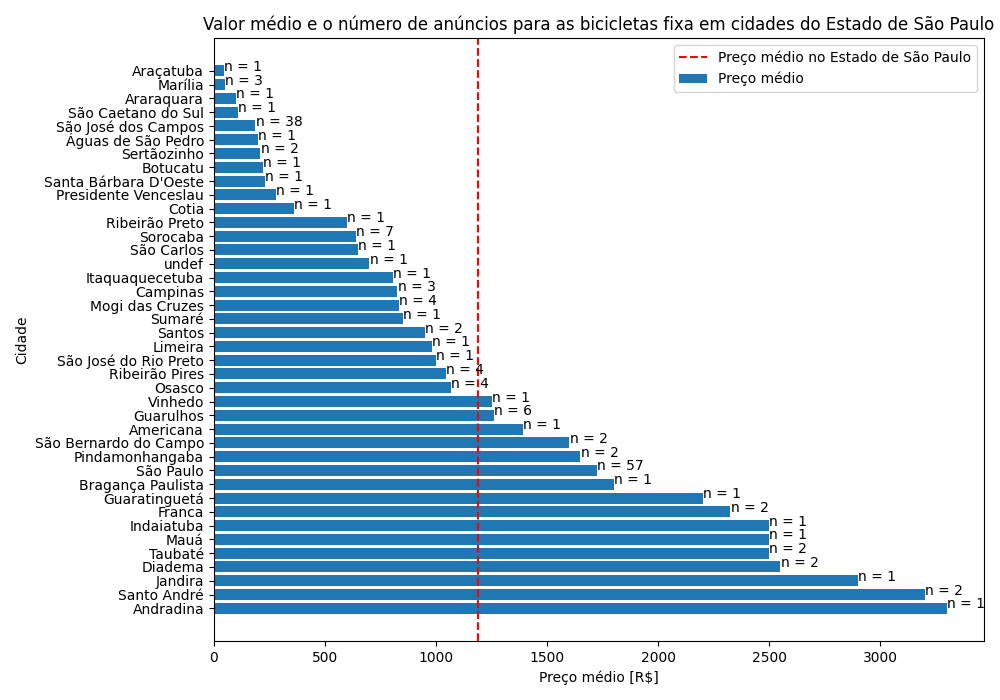 Valor médio e o número de anúncios para as bicicletas fixa em cidades do Estado de São Paulo
Preço médio no Estado de São Paulo
Preço médio
Araçatuba n = 1
Marília n = 3
Araraquara n = 1
São Caetano do Sul n = 1
São José dos Campos n = 38
Águas de São Pedro n = 1
Sertãozinho n = 2
Botucatu n = 1
Santa Bárbara D'Oeste n = 1
Presidente Venceslau n = 1
Cotia n = 1
Ribeirão Preto n = 1
Sorocaba n = 7
São Carlos n = 1
undef n = 1
Itaquaquecetuba n = 1
Campinas n = 3
Mogi das Cruzes n = 4
Sumaré n = 1
Santos n = 2
Limeira n = 1
São José do Rio Preto n = 1
Ribeirão Pires n = 4
Osasco n = 4
Vinhedo n = 1
Guarulhos n = 6
Americana n = 1
São Bernardo do Campo n = 2
Pindamonhangaba n = 2
São Paulo n = 57
Bragança Paulista n = 1
Guaratinguetá n = 1
Franca n = 2
Indaiatuba n = 1
Mauá n = 1
Taubaté n = 2
Diadema n = 2
Jandira n = 1
Santo André n = 2
Andradina n = 1
Cidade
0 500 1000 1500 2000 2500 3000
Preço médio [R$]